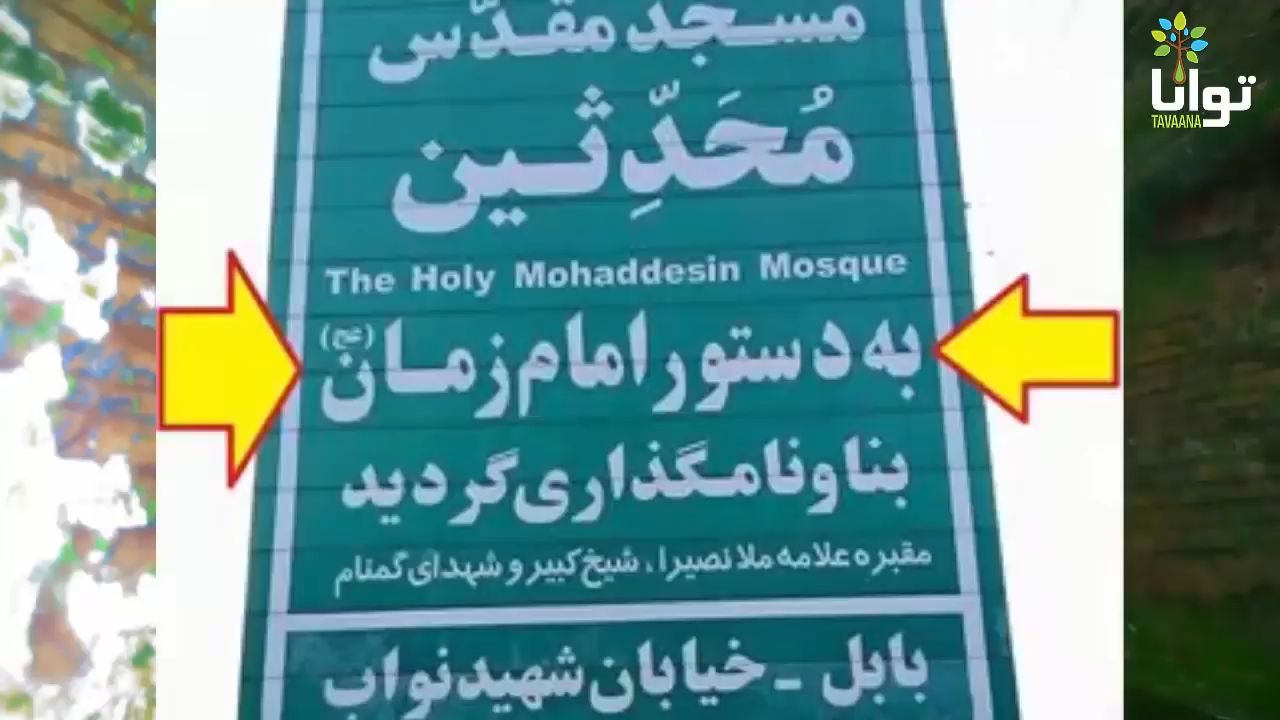 مسجد مقدّس
مُحَدِّثین
The Holy Mohaddesin Mosque
به دستور امام زمان (عج)
بنا و نامگذاری گردید
مقبره علامه ملا نصیرا، شیخ کبیر و شهدای گمنام
بابل - خیابان شهید نواب
توانا
TAVAANA